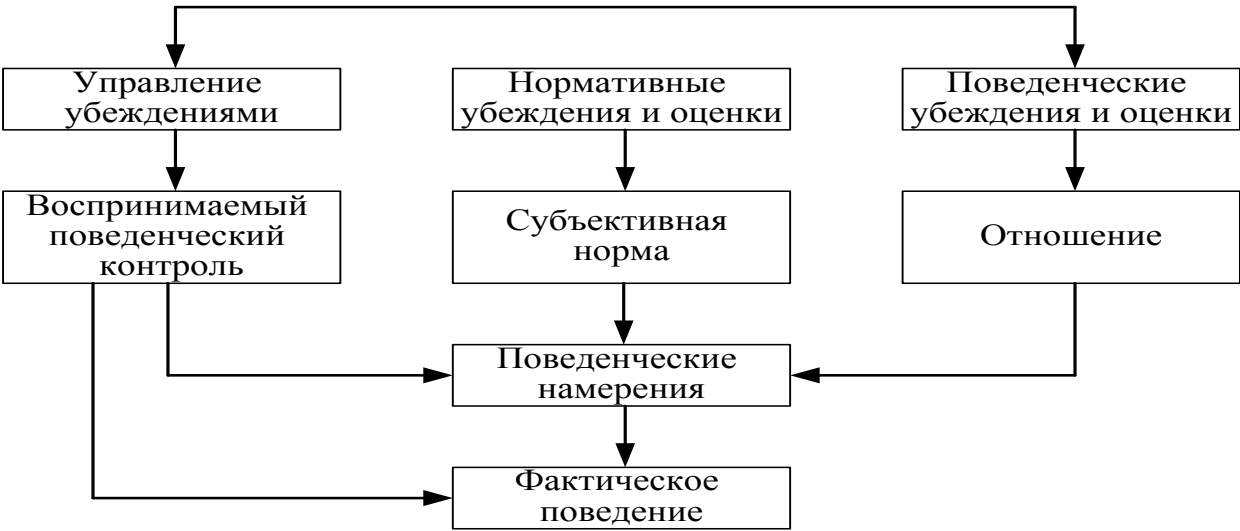 Управление
убеждениями
Нормативные
убеждения и оценки
Поведенческие
убеждения и оценки
Воспринимаемый
поведенческий
контроль
Субъективная
норма
Отношение
Поведенческие
намерения
Фактическое
поведение